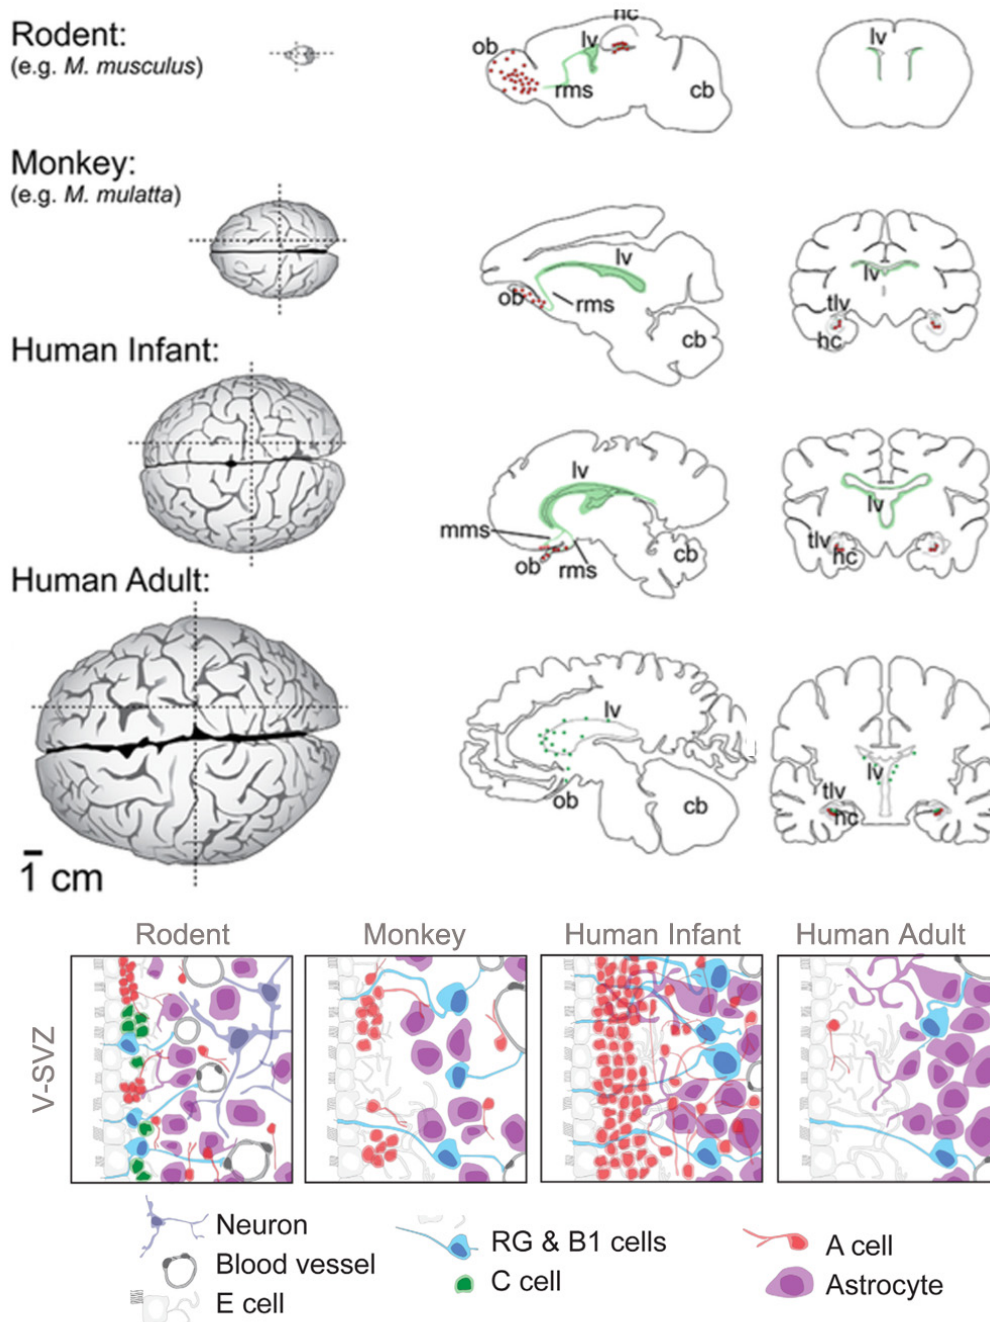 Rodent:
(e.g. M. musculus)
ob
lv
hc
rms
cb
lv
Monkey:
(e.g. M. mulatta)
lv
ob
rms
cb
lv
tlv
hc
Human Infant:
lv
mms
ob
rms
cb
lv
tlv
hc
Human Adult:
lv
ob
cb
lv
tlv
hc
1 cm
Rodent
Monkey
Human Infant
Human Adult
V-SVZ
Neuron
Blood vessel
E cell
RG & B1 cells
C cell
A cell
Astrocyte